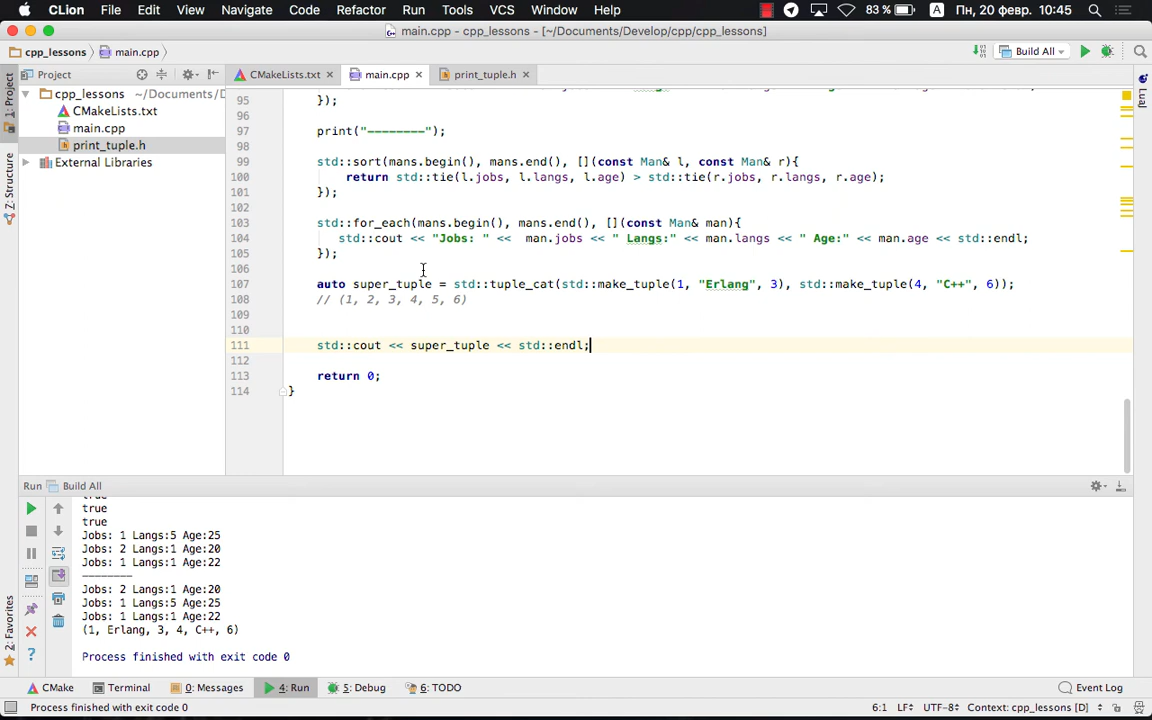 CLion File Edit View Navigate Code Refactor Run Tools VCS Window Help 83 % A Пн, 20 февр. 10:45
main.cpp - cpp_lessons - [~/Documents/Develop/cpp/cpp_lessons]
cpp_lessons main.cpp Build All
Project CMakeLists.txt main.cpp print_tuple.h
1: Project
Z: Structure
2: Favorites
Lua
cpp_lessons ~/Documents/D
CMakeLists.txt
main.cpp
print_tuple.h
External Libraries
95 });
96
97 print("--------");
98
99 std::sort(mans.begin(), mans.end(), [](const Man& l, const Man& r){
100 return std::tie(l.jobs, l.langs, l.age) > std::tie(r.jobs, r.langs, r.age);
101 });
102
103 std::for_each(mans.begin(), mans.end(), [](const Man& man){
104 std::cout << "Jobs: " << man.jobs << " Langs:" << man.langs << " Age:" << man.age << std::endl;
105 });
106
107 auto super_tuple = std::tuple_cat(std::make_tuple(1, "Erlang", 3), std::make_tuple(4, "C++", 6));
108 // (1, 2, 3, 4, 5, 6)
109
110
111 std::cout << super_tuple << std::endl;
112
113 return 0;
114 }
Run Build All
true
true
Jobs: 1 Langs:5 Age:25
Jobs: 2 Langs:1 Age:20
Jobs: 1 Langs:1 Age:22
--------
Jobs: 2 Langs:1 Age:20
Jobs: 1 Langs:5 Age:25
Jobs: 1 Langs:1 Age:22
(1, Erlang, 3, 4, C++, 6)
Process finished with exit code 0
CMake Terminal 0: Messages 4: Run 5: Debug 6: TODO Event Log
Process finished with exit code 0 6:1 LF UTF-8 Context: cpp_lessons [D]